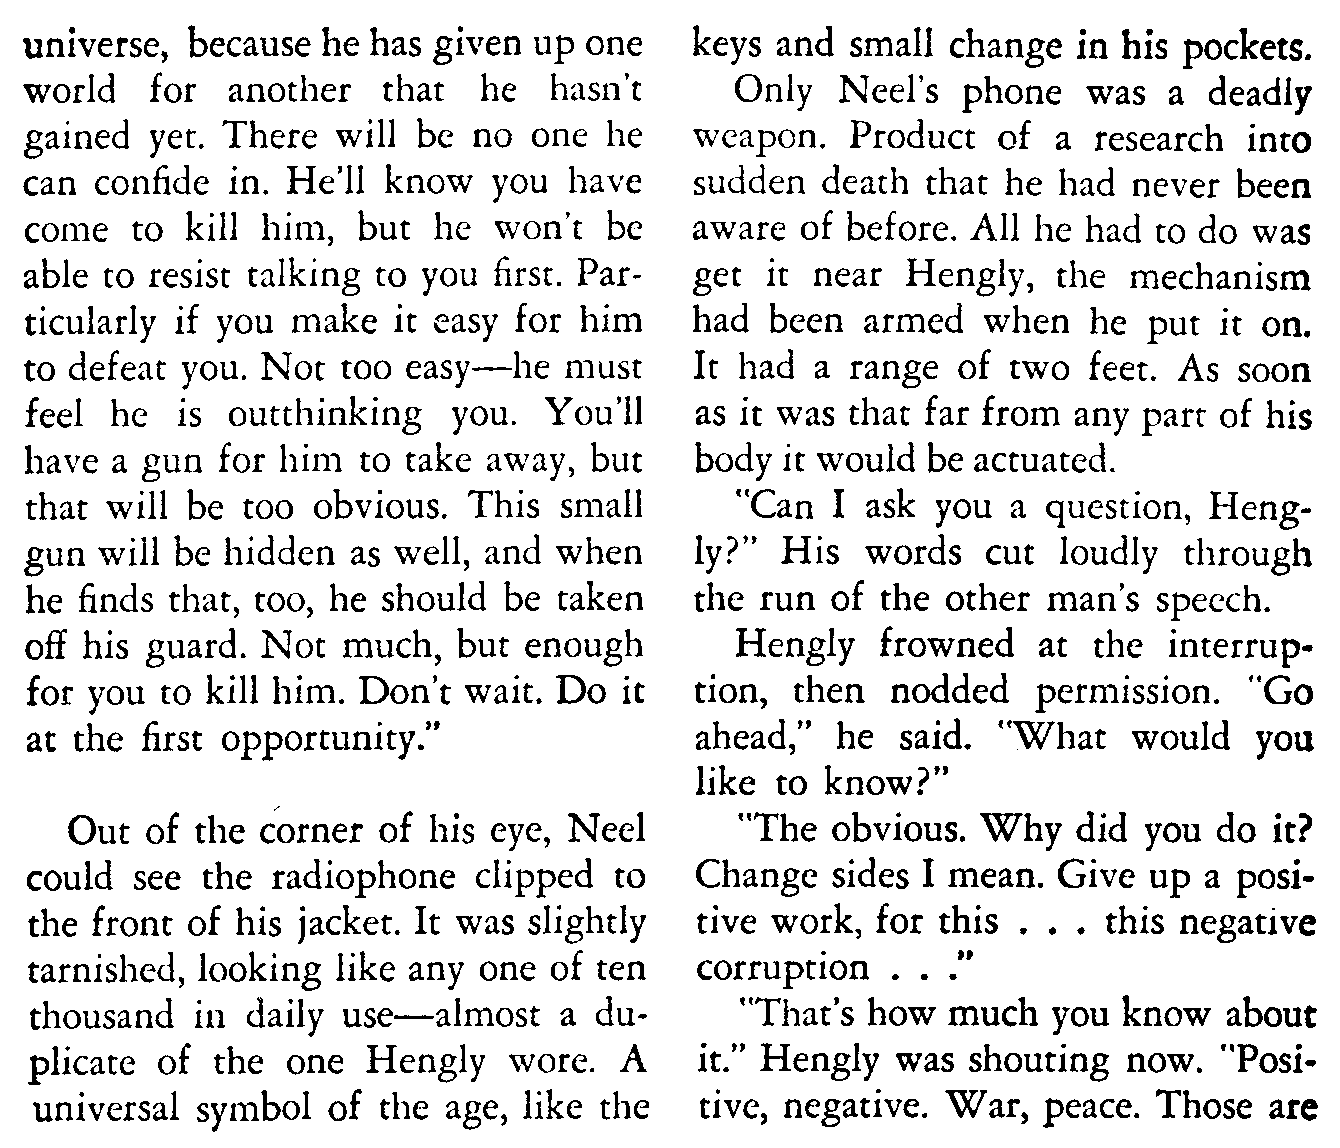 universe, because he has given up one
world for another that he hasn't
gained yet. There will be no one he
can confide in. He'll know you have
come to kill him, but he won't be
able to resist talking to you first. Par-
ticularly if you make it easy for him
to defeat you. Not too easy—he must
feel he is outthinking you. You'll
have a gun for him to take away, but
that will be too obvious. This small
gun will be hidden as well, and when
he finds that, too, he should be taken
off his guard. Not much, but enough
for you to kill him. Don't wait. Do it
at the first opportunity."
Out of the corner of his eye, Neel
could see the radiophone clipped to
the front of his jacket. It was slightly
tarnished, looking like any one of ten
thousand in daily use—almost a du-
plicate of the one Hengly wore. A
universal symbol of the age, like the
keys and small change in his pockets.
Only Neel's phone was a deadly
weapon. Product of a research into
sudden death that he had never been
aware of before. All he had to do was
get it near Hengly, the mechanism
had been armed when he put it on.
It had a range of two feet. As soon
as it was that far from any part of his
body it would be actuated.
"Can I ask you a question, Heng-
ly?" His words cut loudly through
the run of the other man's speech.
Hengly frowned at the interrup-
tion, then nodded permission. "Go
ahead," he said. "What would you
like to know?"
"The obvious. Why did you do it?
Change sides I mean. Give up a posi-
tive work, for this . . . this negative
corruption . . ."
"That's how much you know about
it." Hengly was shouting now. "Posi-
tive, negative. War, peace. Those are